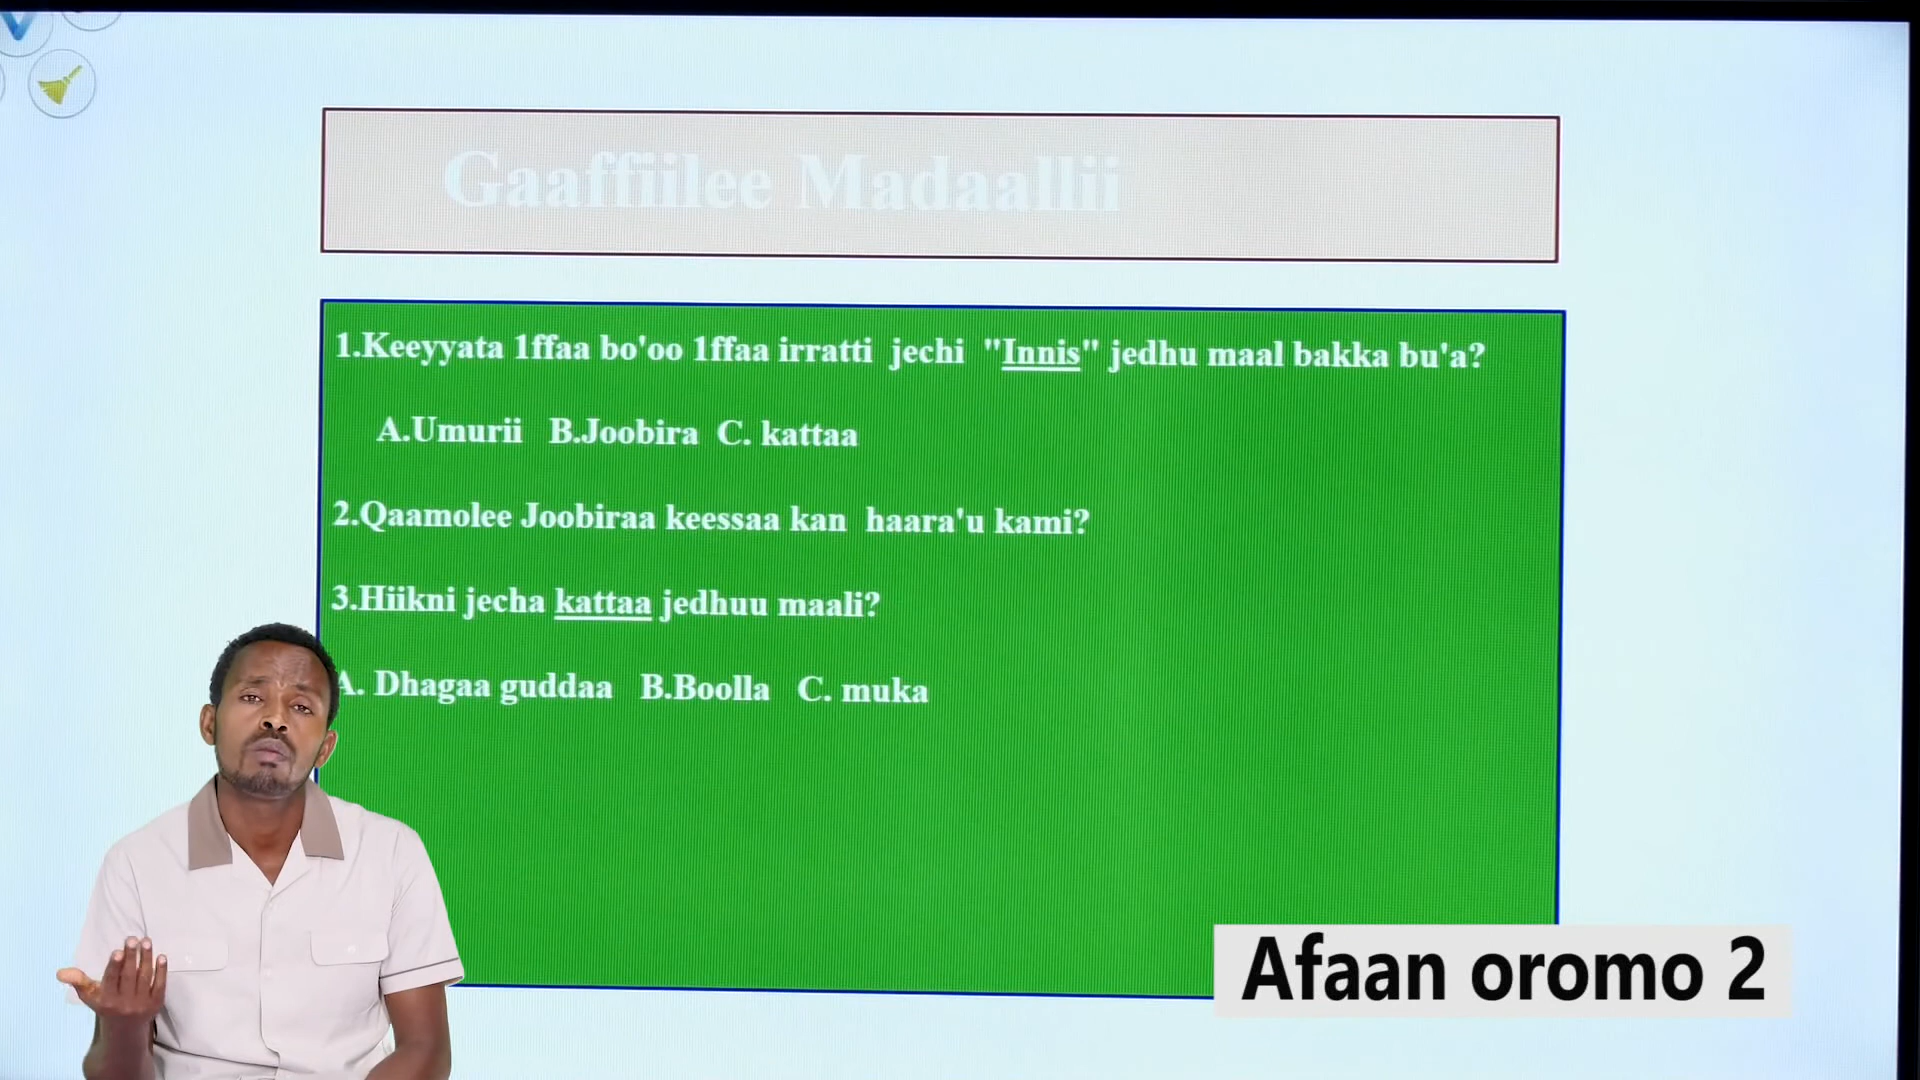 Gaaffiilee Madaallii
1.Keeyyata 1ffaa bo'oo 1ffaa irratti jechi "Innis" jedhu maal bakka bu'a?
A.Umurii B.Joobira C. kattaa
2.Qaamolee Joobiraa keessaa kan haara'u kami?
3.Hiikni jecha kattaa jedhuu maali?
A. Dhagaa guddaa B.Boolla C. muka
Afaan oromo 2